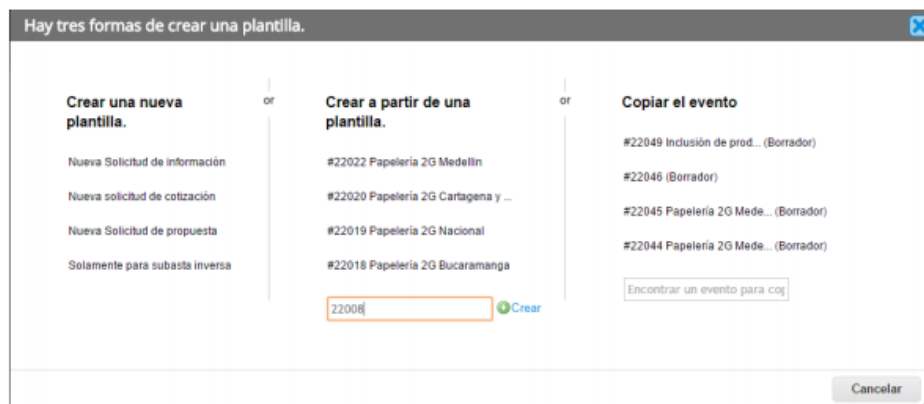 Hay tres formas de crear una plantilla.
Crear una nueva
plantilla.
Nueva Solicitud de información
Nueva solicitud de cotización
Nueva Solicitud de propuesta
Solamente para subasta inversa
or
Crear a partir de una
plantilla.
#22022 Papelería 2G Medellin
#22020 Papelería 2G Cartagena y ...
#22019 Papelería 2G Nacional
#22018 Papelería 2G Bucaramanga
22008
Crear
or
Copiar el evento
#22049 Inclusión de prod... (Borrador)
#22046 (Borrador)
#22045 Papelería 2G Mede... (Borrador)
#22044 Papelería 2G Mede... (Borrador)
Encontrar un evento para cop
Cancelar